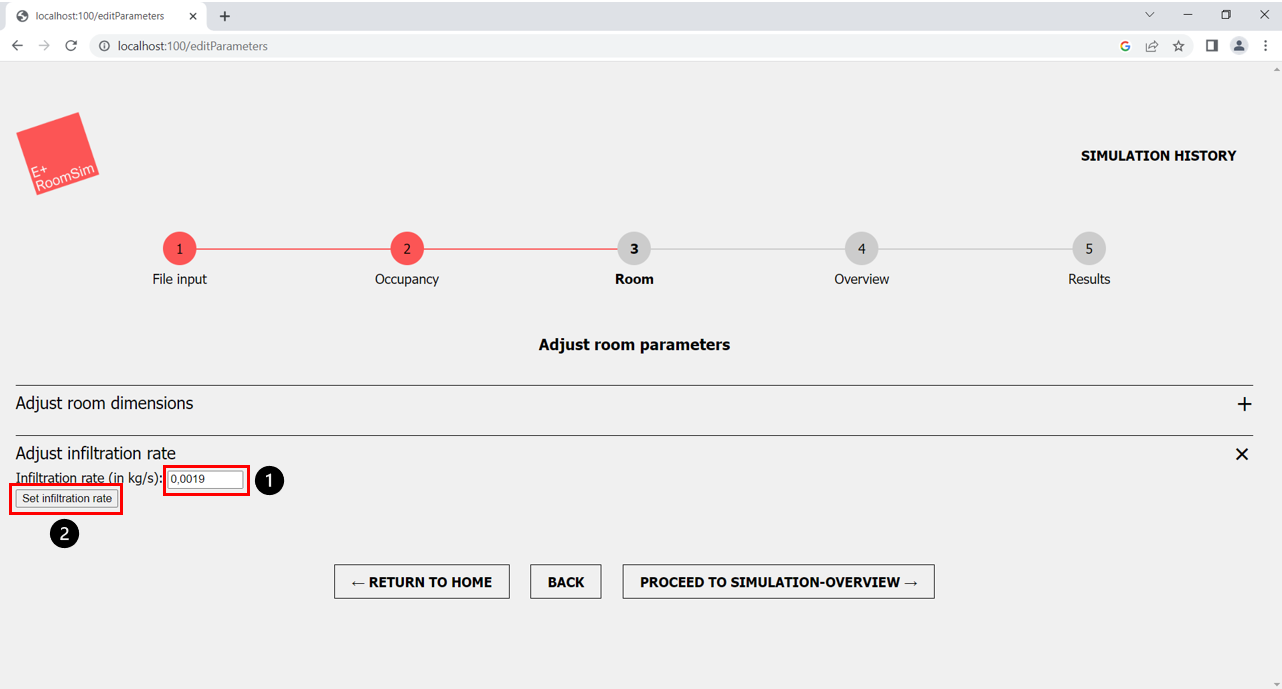 localhost:100/editParameters
localhost:100/editParameters
E+
RoomSim
SIMULATION HISTORY
1 2 3 4 5
File input Occupancy Room Overview Results
Adjust room parameters
Adjust room dimensions
Adjust infiltration rate
Infiltration rate (in kg/s): 0,0019 1
Set infiltration rate
2
← RETURN TO HOME BACK PROCEED TO SIMULATION-OVERVIEW →